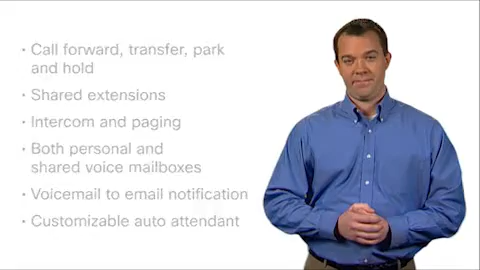 • Call forward, transfer, park
and hold
• Shared extensions
• Intercom and paging
• Both personal and
shared voice mailboxes
• Voicemail to email notification
• Customizable auto attendant